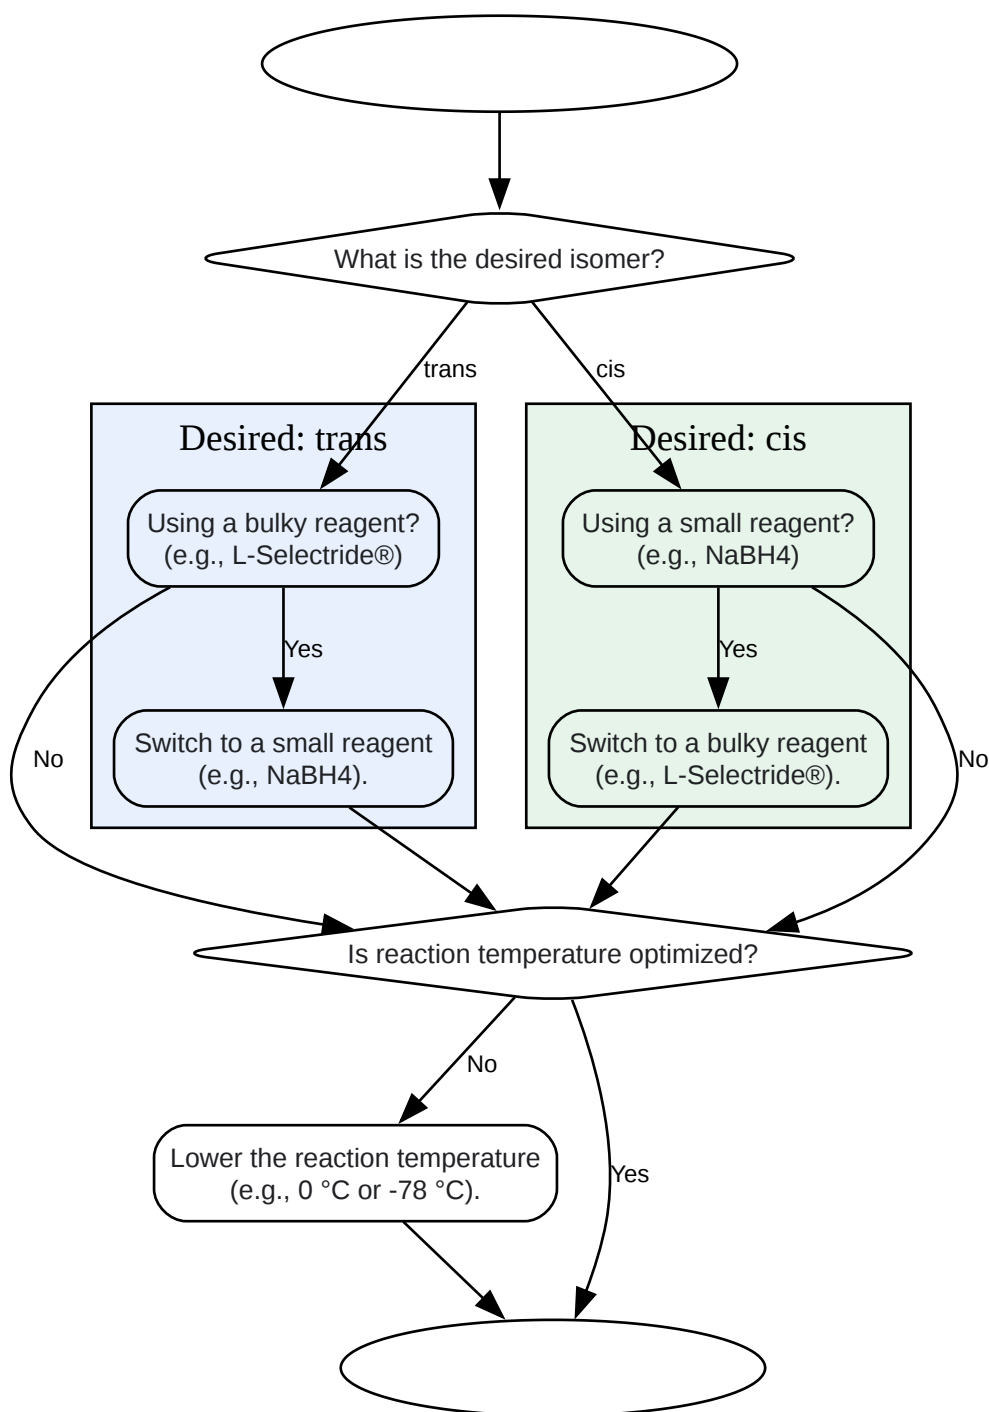 What is the desired isomer?
trans
cis
Desired: trans
Desired: cis
Using a bulky reagent?
(e.g., L-Selectride®)
Using a small reagent?
(e.g., NaBH4)
Yes
Yes
No
No
Switch to a small reagent
(e.g., NaBH4).
Switch to a bulky reagent
(e.g., L-Selectride®).
Is reaction temperature optimized?
No
Yes
Lower the reaction temperature
(e.g., 0 °C or -78 °C).